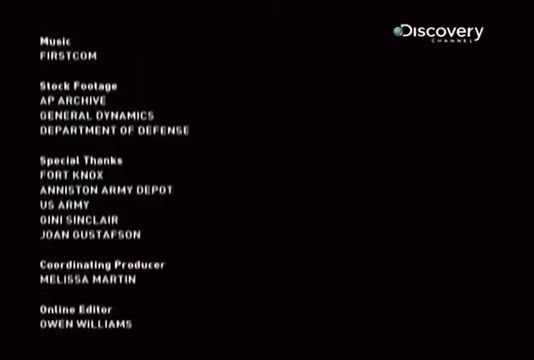 Discovery
CHANNEL
Music
FIRSTCOM
Stock Footage
AP ARCHIVE
GENERAL DYNAMICS
DEPARTMENT OF DEFENSE
Special Thanks
FORT KNOX
ANNISTON ARMY DEPOT
US ARMY
GINI SINCLAIR
JOAN GUSTAFSON
Coordinating Producer
MELISSA MARTIN
Online Editor
OWEN WILLIAMS